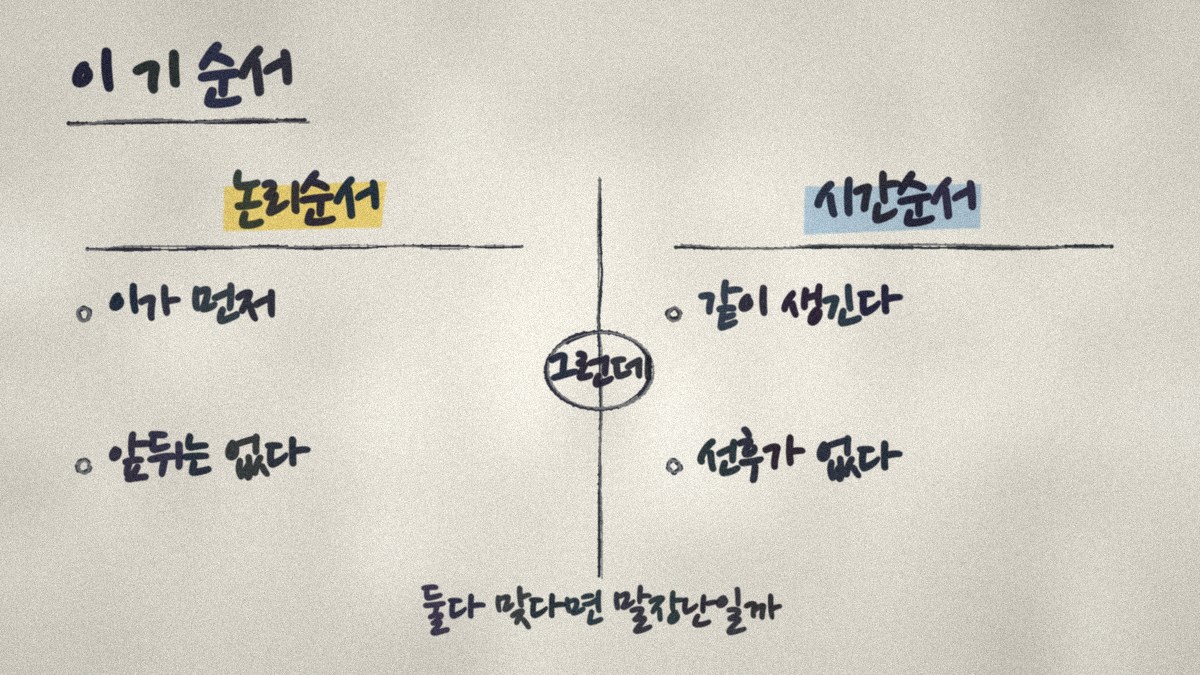 이 기 순서
논리순서
이가 먼저
앞뒤는 없다
그런데
시간순서
같이 생긴다
선후가 없다
둘다 맞다면 말장난일까